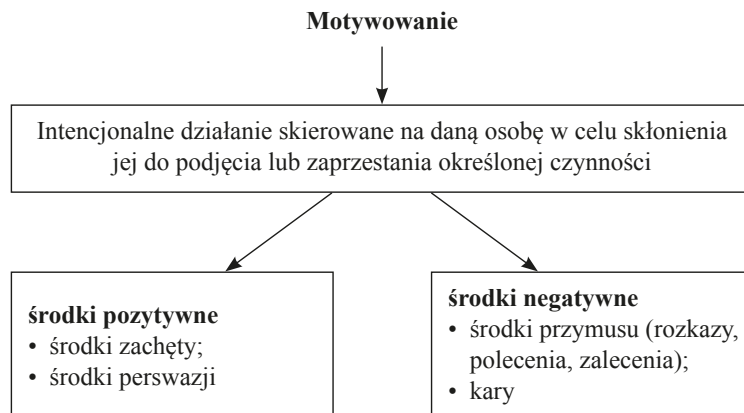 Motywowanie
Intencjonalne działanie skierowane na daną osobę w celu skłonienia
jej do podjęcia lub zaprzestania określonej czynności
środki pozytywne
• środki zachęty;
• środki perswazji
środki negatywne
• środki przymusu (rozkazy,
polecenia, zalecenia);
• kary